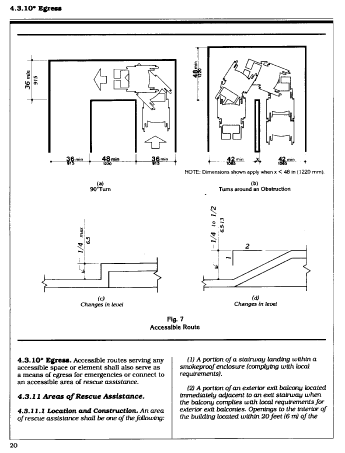 4.3.10* Egress
36 min
915
48 min
1220
36 min
915
48 min
1220
36 min
915
42 min
1065
x
42 min
1065
NOTE: Dimensions shown apply when x < 48 in (1220 mm).
(a)
90° Turn
(b)
Turns around an Obstruction
1/4 max
6.5
1/4 to 1/2
6.5-13
2
1
(c)
Changes in level
(d)
Changes in level
Fig. 7
Accessible Route
4.3.10* Egress. Accessible routes serving any
accessible space or element shall also serve as
a means of egress for emergencies or connect to
an accessible area of rescue assistance.
4.3.11 Areas of Rescue Assistance.
4.3.11.1 Location and Construction. An area
of rescue assistance shall be one of the following:
(1) A portion of a stairway landing within a
smokeproof enclosure (complying with local
requirements).
(2) A portion of an exterior exit balcony located
immediately adjacent to an exit stairway when
the balcony complies with local requirements for
exterior exit balconies. Openings to the interior of
the building located within 20 feet (6 m) of the
20